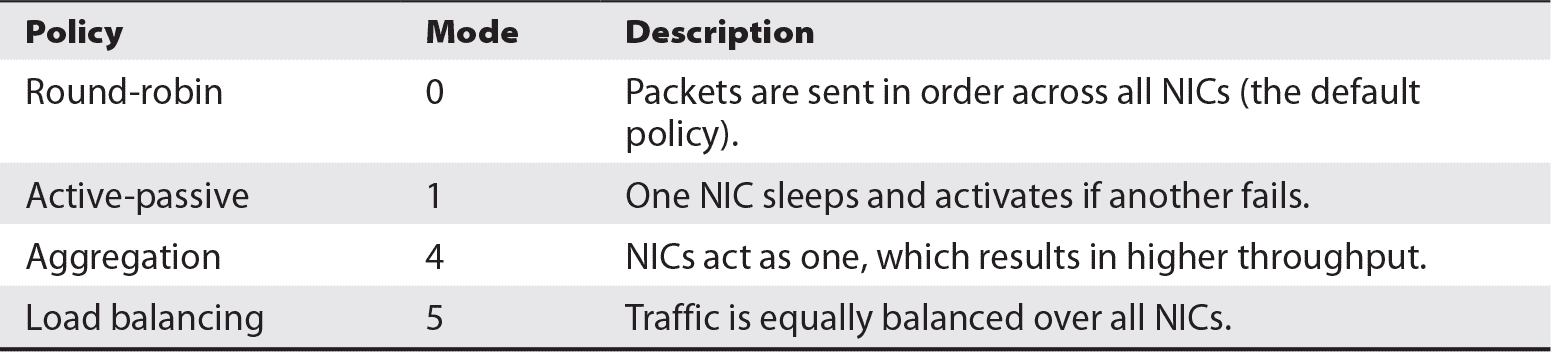 Policy Mode Description
Round-robin 0 Packets are sent in order across all NICs (the default
policy).
Active-passive 1 One NIC sleeps and activates if another fails.
Aggregation 4 NICs act as one, which results in higher throughput.
Load balancing 5 Traffic is equally balanced over all NICs.